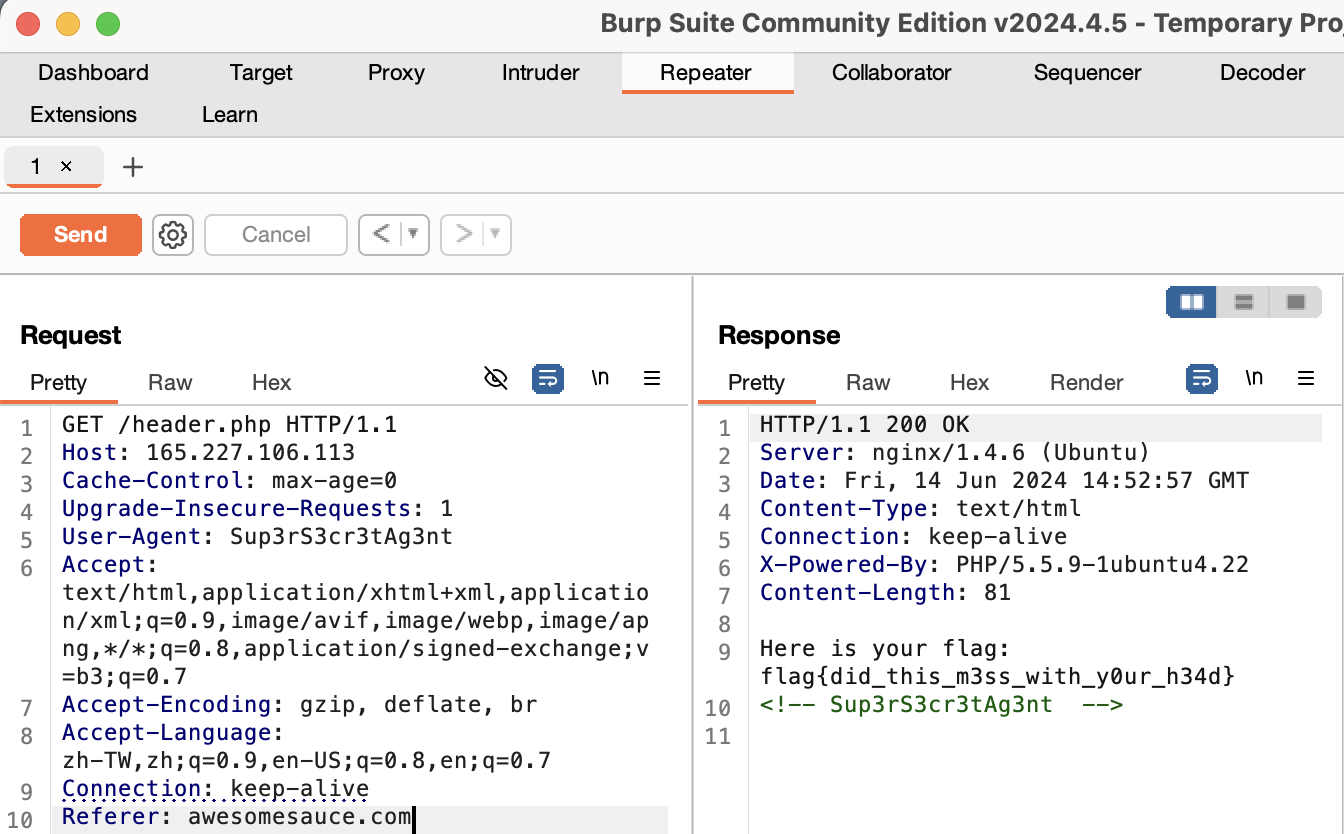 Burp Suite Community Edition v2024.4.5 - Temporary Pro
Dashboard Target Proxy Intruder Repeater Collaborator Sequencer Decoder
Extensions Learn
1 × +
Send Cancel < ▼ > ▼
Request
Pretty Raw Hex \n
1 GET /header.php HTTP/1.1
2 Host: 165.227.106.113
3 Cache-Control: max-age=0
4 Upgrade-Insecure-Requests: 1
5 User-Agent: Sup3rS3cr3tAg3nt
6 Accept:
text/html,application/xhtml+xml,applicatio
n/xml;q=0.9,image/avif,image/webp,image/ap
ng,*/*;q=0.8,application/signed-exchange;v
=b3;q=0.7
7 Accept-Encoding: gzip, deflate, br
8 Accept-Language:
zh-TW,zh;q=0.9,en-US;q=0.8,en;q=0.7
9 Connection: keep-alive
10 Referer: awesomesauce.com
Response
Pretty Raw Hex Render \n
1 HTTP/1.1 200 OK
2 Server: nginx/1.4.6 (Ubuntu)
3 Date: Fri, 14 Jun 2024 14:52:57 GMT
4 Content-Type: text/html
5 Connection: keep-alive
6 X-Powered-By: PHP/5.5.9-1ubuntu4.22
7 Content-Length: 81
8
9 Here is your flag:
flag{did_this_m3ss_with_y0ur_h34d}
10 <!-- Sup3rS3cr3tAg3nt  -->
11